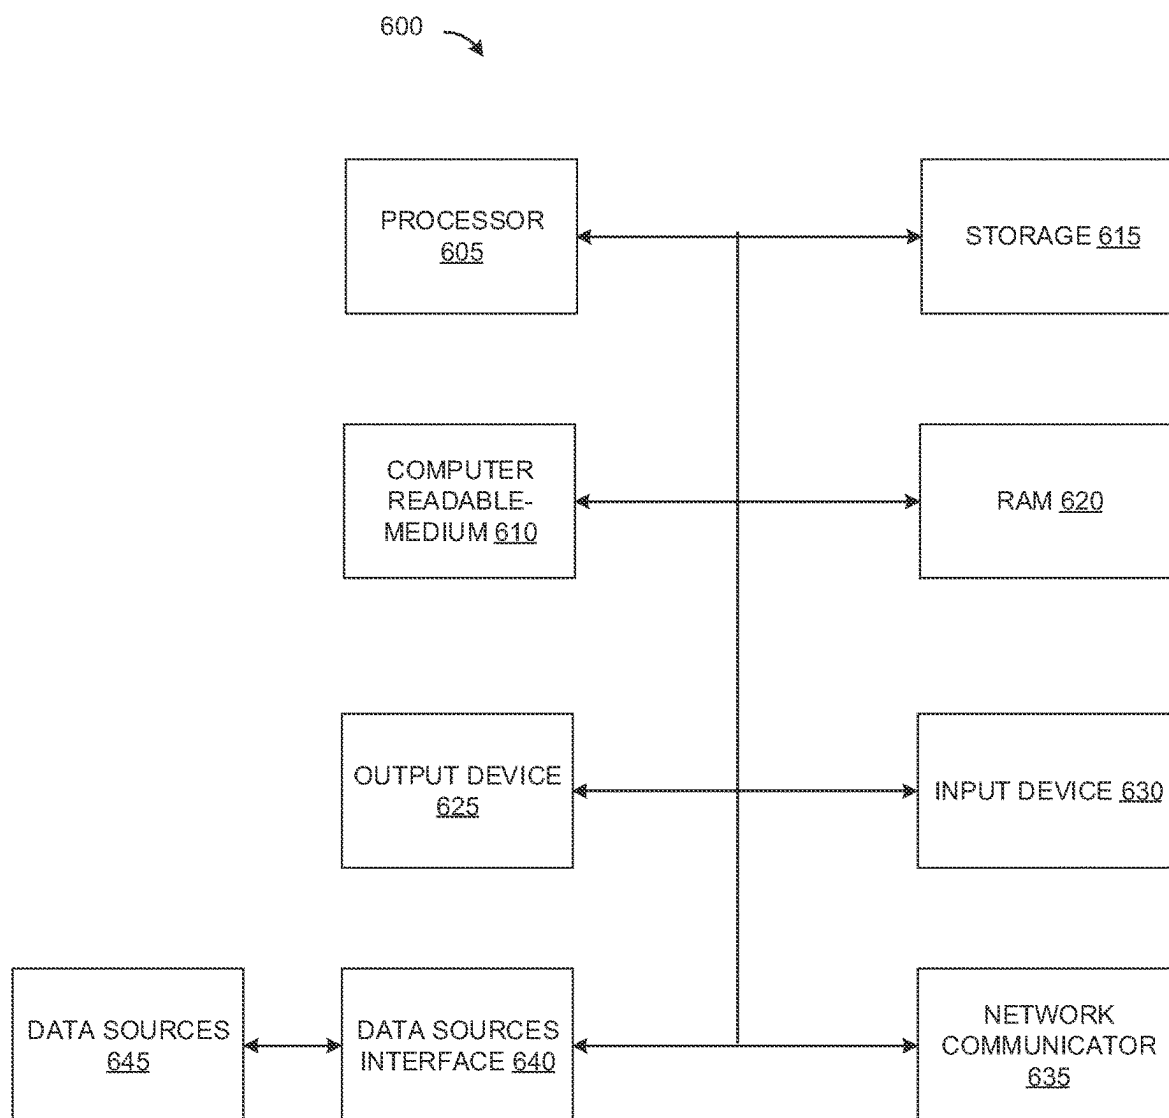 600
PROCESSOR
605
STORAGE 615
COMPUTER
READABLE-
MEDIUM 610
RAM 620
OUTPUT DEVICE
625
INPUT DEVICE 630
DATA SOURCES
645
DATA SOURCES
INTERFACE 640
NETWORK
COMMUNICATOR
635